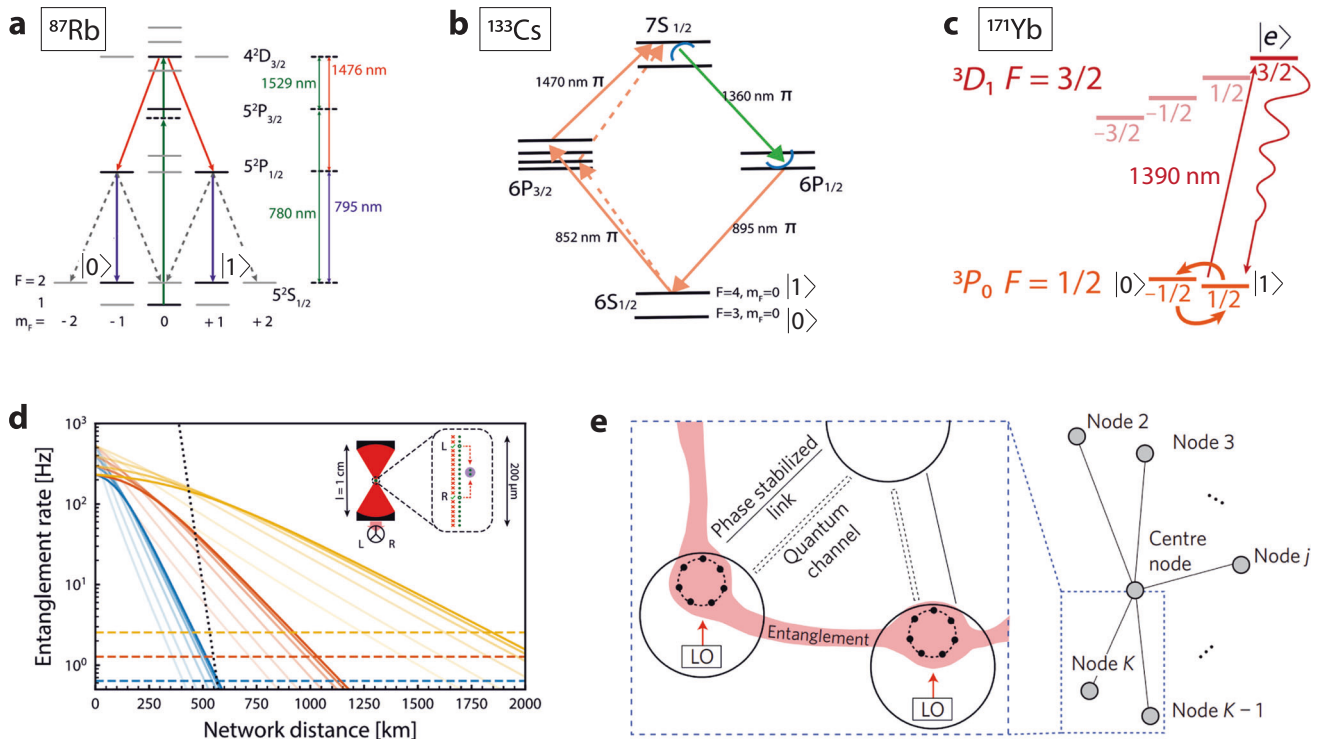 a
⁸⁷Rb
4²D₃/₂
1476 nm
1529 nm
5²P₃/₂
5²P₁/₂
780 nm
795 nm
|0⟩
|1⟩
F = 2
5²S₁/₂
1
m_F = - 2 - 1 0 + 1 + 2
b
¹³³Cs
7S 1/2
1470 nm π
1360 nm π
6P3/2
6P1/2
852 nm π
895 nm π
6S1/2
F=4, m_F=0 |1⟩
F=3, m_F=0 |0⟩
c
¹⁷¹Yb
|e⟩
³D₁ F = 3/2
3/2
1/2
–1/2
–3/2
1390 nm
³P₀ F = 1/2
|0⟩
–1/2
1/2
|1⟩
d
Entanglement rate [Hz]
10³
10²
10¹
10⁰
0 250 500 750 1000 1250 1500 1750 2000
Network distance [km]
l = 1 cm
L R
L
R
200 μm
e
Phase stabilized
link
Quantum
channel
Entanglement
LO
LO
Node 2
Node 3
...
Centre
node
Node j
...
Node K
Node K – 1